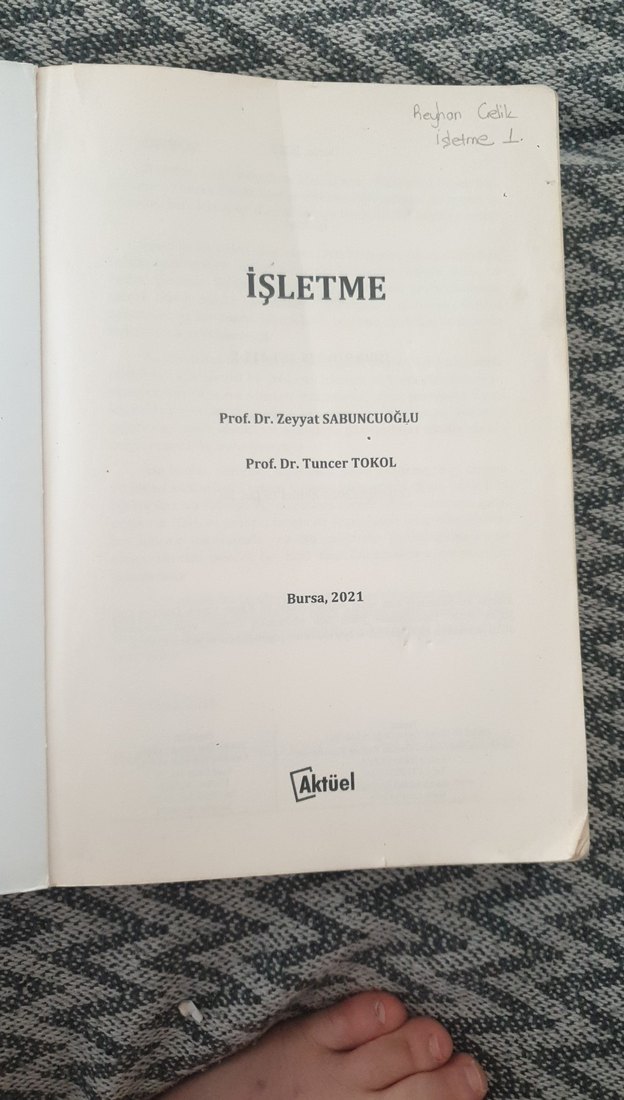 Reyhan Çelik
İşletme 1.
İŞLETME
Prof. Dr. Zeyyat SABUNCUOĞLU
Prof. Dr. Tuncer TOKOL
Bursa, 2021
Aktüel